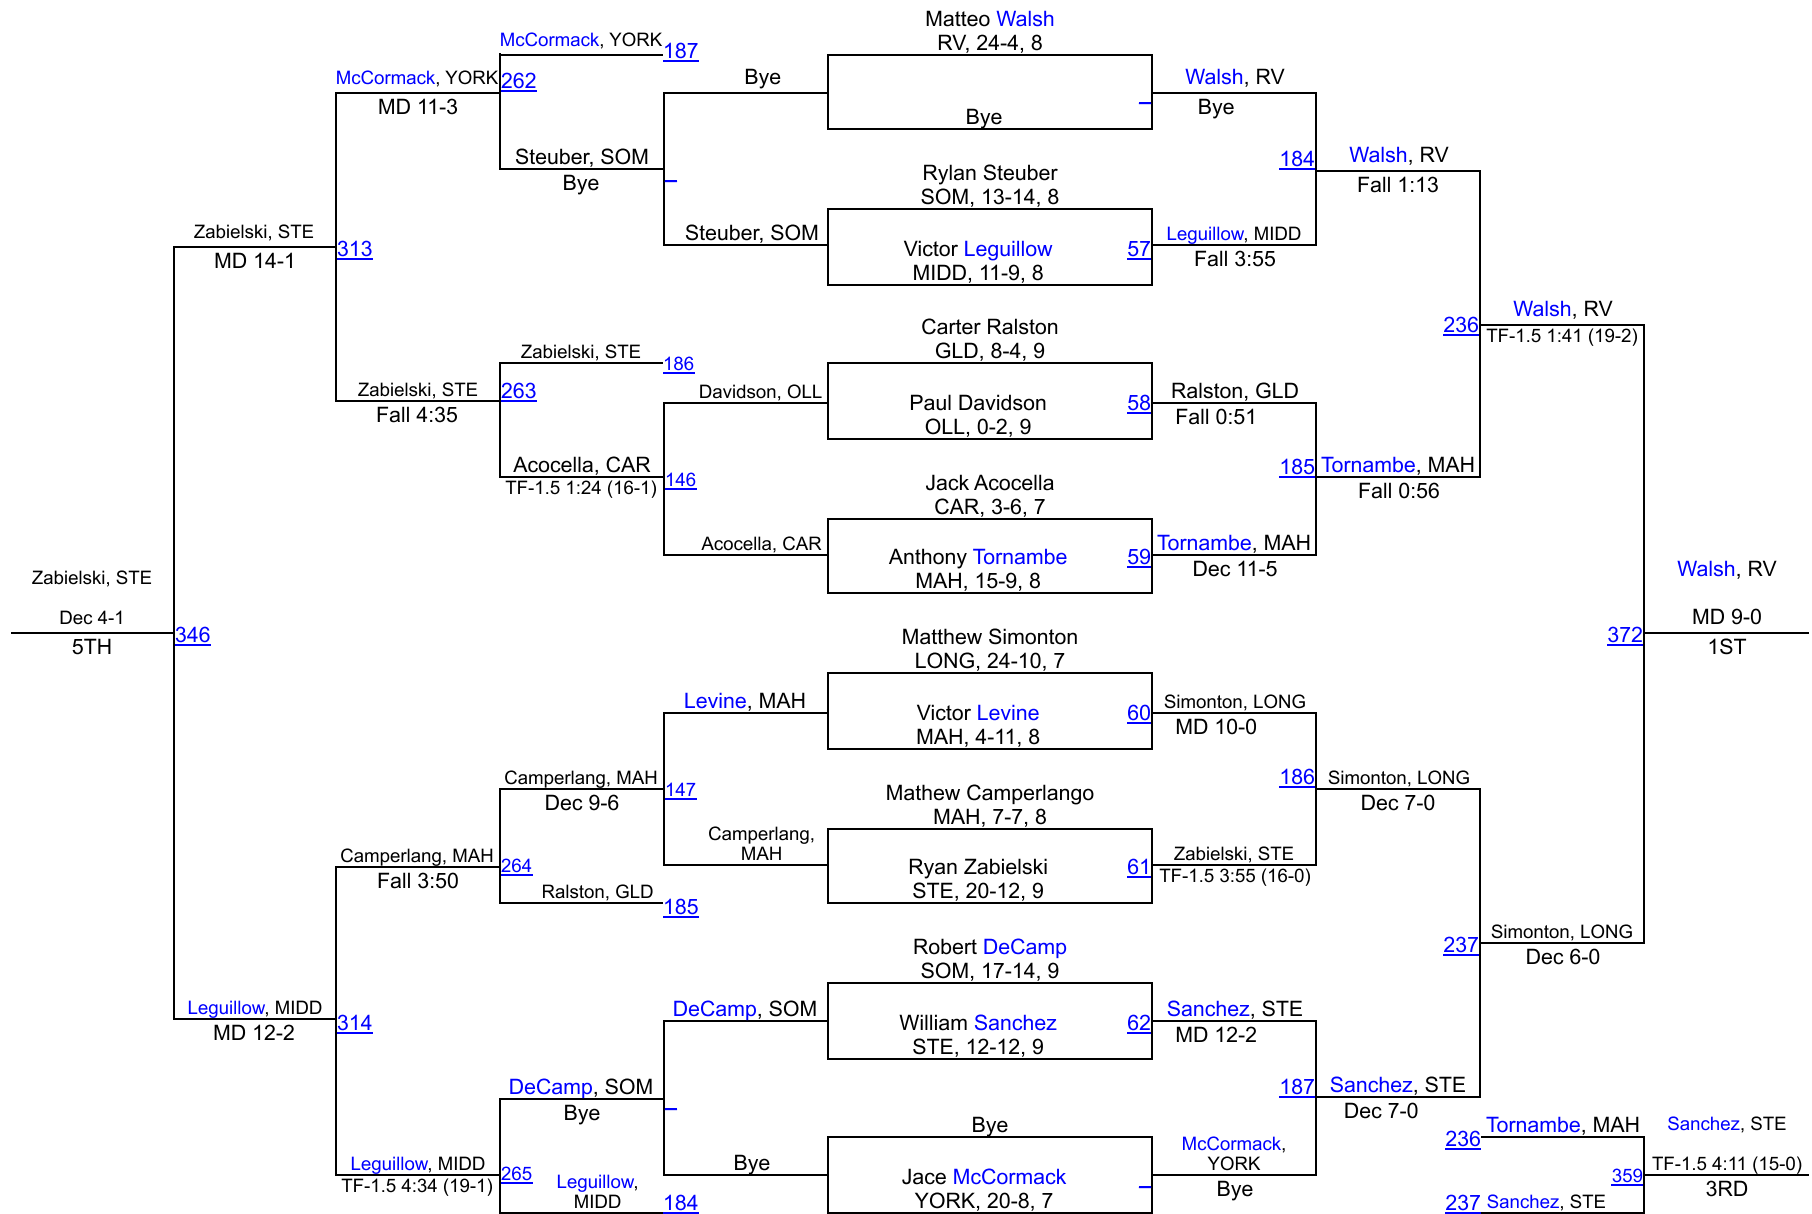 Matteo Walsh
RV, 24-4, 8
McCormack, YORK
187
McCormack, YORK
262
MD 11-3
Bye
Walsh, RV
Bye
Bye
Steuber, SOM
Bye
184
Walsh, RV
Fall 1:13
Rylan Steuber
SOM, 13-14, 8
Steuber, SOM
Victor Leguillow
MIDD, 11-9, 8
57
Leguillow, MIDD
Fall 3:55
Zabielski, STE
MD 14-1
313
Carter Ralston
GLD, 8-4, 9
236
Walsh, RV
TF-1.5 1:41 (19-2)
Zabielski, STE
186
Zabielski, STE
Fall 4:35
263
Davidson, OLL
Paul Davidson
OLL, 0-2, 9
58
Ralston, GLD
Fall 0:51
Acocella, CAR
TF-1.5 1:24 (16-1)
146
185
Tornambe, MAH
Fall 0:56
Jack Acocella
CAR, 3-6, 7
Acocella, CAR
Anthony Tornambe
MAH, 15-9, 8
59
Tornambe, MAH
Dec 11-5
Zabielski, STE
Dec 4-1
5TH
346
Walsh, RV
MD 9-0
1ST
372
Matthew Simonton
LONG, 24-10, 7
Levine, MAH
Victor Levine
MAH, 4-11, 8
60
Simonton, LONG
MD 10-0
Camperlang, MAH
Dec 9-6
147
186
Simonton, LONG
Dec 7-0
Mathew Camperlango
MAH, 7-7, 8
Camperlang,
MAH
Ryan Zabielski
STE, 20-12, 9
61
Zabielski, STE
TF-1.5 3:55 (16-0)
Camperlang, MAH
Fall 3:50
264
Ralston, GLD
185
Robert DeCamp
SOM, 17-14, 9
237
Simonton, LONG
Dec 6-0
Leguillow, MIDD
MD 12-2
314
DeCamp, SOM
William Sanchez
STE, 12-12, 9
62
Sanchez, STE
MD 12-2
DeCamp, SOM
Bye
187
Sanchez, STE
Dec 7-0
Bye
Bye
Jace McCormack
YORK, 20-8, 7
McCormack,
YORK
Bye
Leguillow, MIDD
TF-1.5 4:34 (19-1)
265
Leguillow,
MIDD
184
236
Tornambe, MAH
Sanchez, STE
TF-1.5 4:11 (15-0)
3RD
359
237
Sanchez, STE